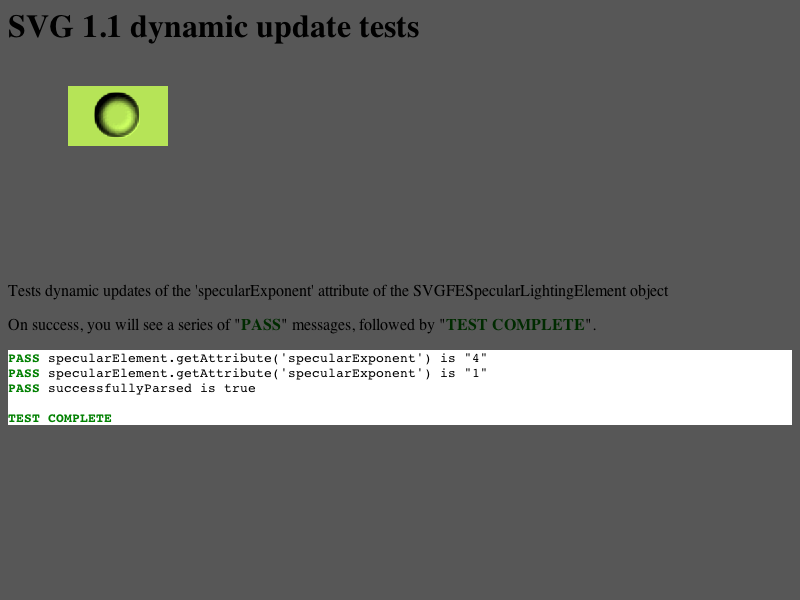 SVG 1.1 dynamic update tests
Tests dynamic updates of the 'specularExponent' attribute of the SVGFESpecularLightingElement object
On success, you will see a series of "PASS" messages, followed by "TEST COMPLETE".
PASS specularElement.getAttribute('specularExponent') is "4"
PASS specularElement.getAttribute('specularExponent') is "1"
PASS successfullyParsed is true
TEST COMPLETE